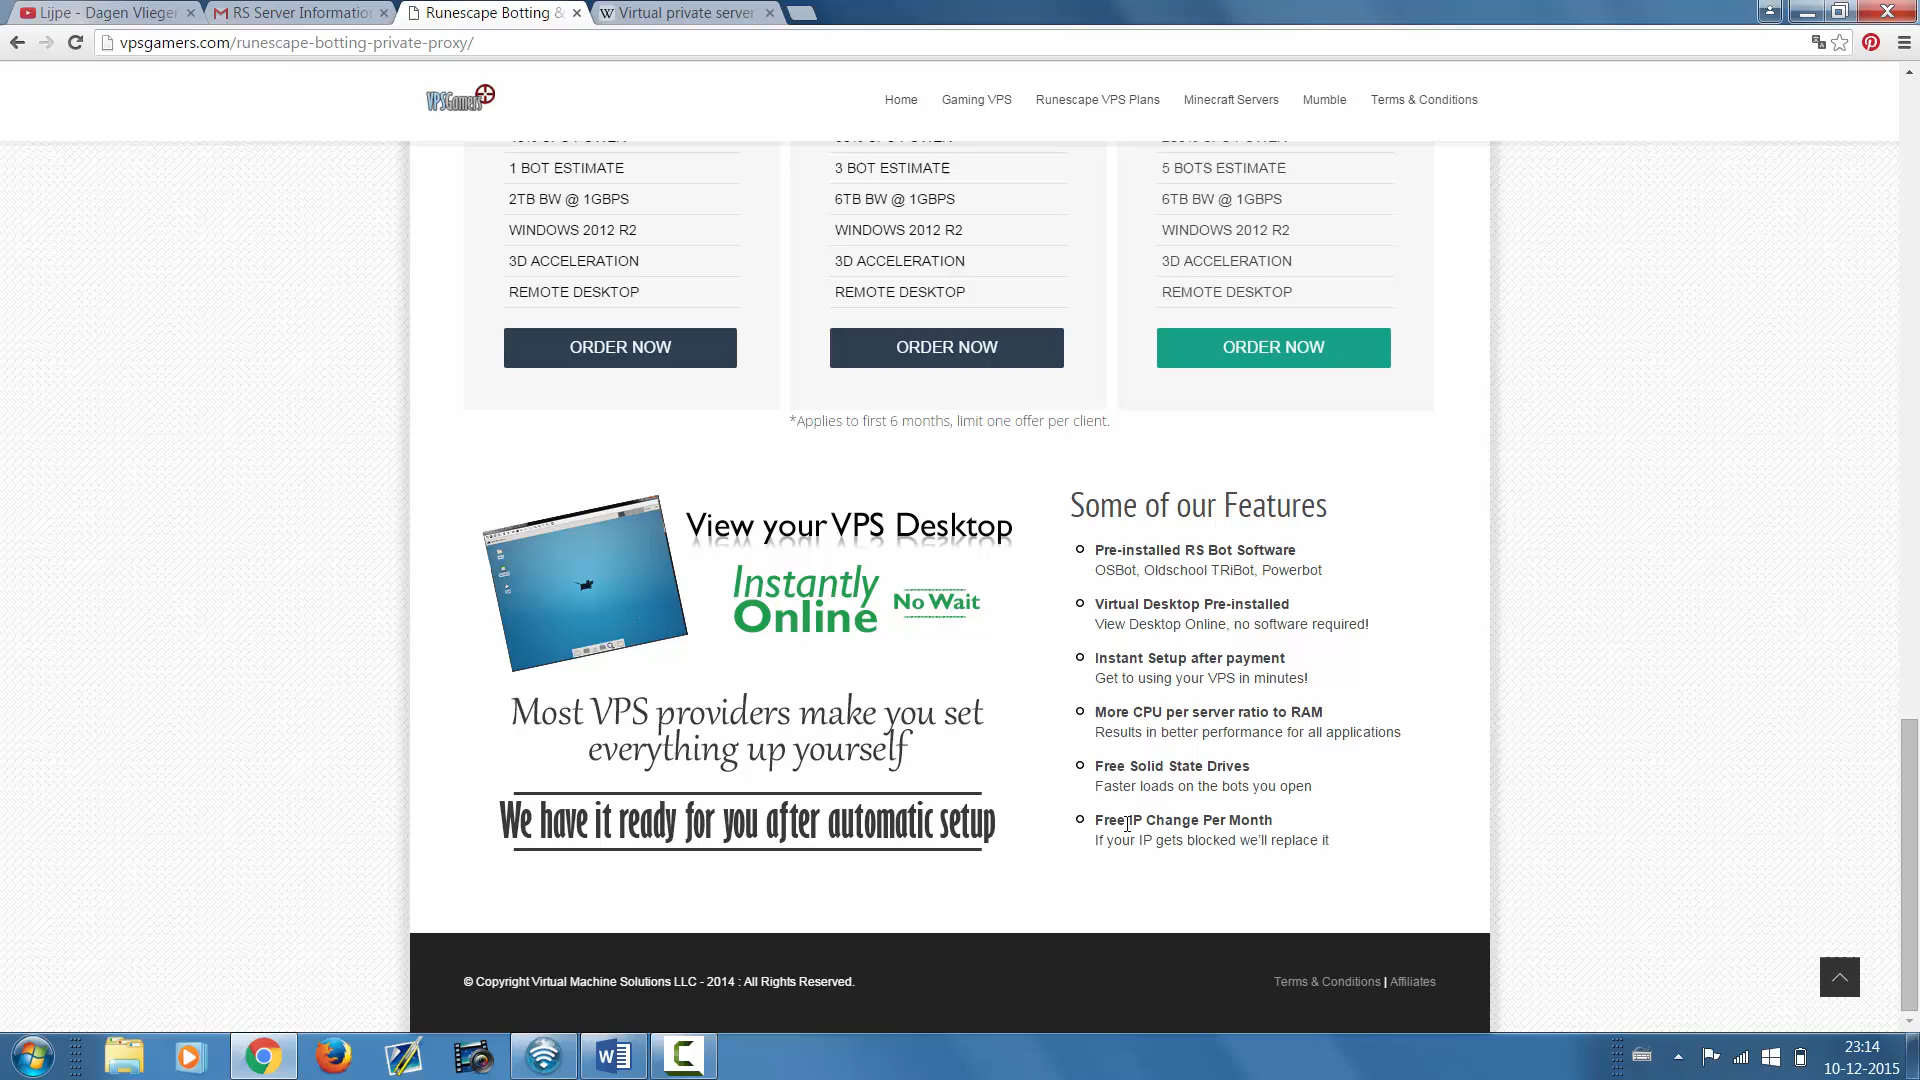 Lijpe - Dagen Vlieger
RS Server Informatio
Runescape Botting &
Virtual private server
vpsgamers.com/runescape-botting-private-proxy/
VPSGamers
Home
Gaming VPS
Runescape VPS Plans
Minecraft Servers
Mumble
Terms & Conditions
1 BOT ESTIMATE
2TB BW @ 1GBPS
WINDOWS 2012 R2
3D ACCELERATION
REMOTE DESKTOP
ORDER NOW
3 BOT ESTIMATE
6TB BW @ 1GBPS
WINDOWS 2012 R2
3D ACCELERATION
REMOTE DESKTOP
ORDER NOW
5 BOTS ESTIMATE
6TB BW @ 1GBPS
WINDOWS 2012 R2
3D ACCELERATION
REMOTE DESKTOP
ORDER NOW
*Applies to first 6 months, limit one offer per client.
View your VPS Desktop
Instantly
Online
No Wait
Most VPS providers make you set
everything up yourself
We have it ready for you after automatic setup
Some of our Features
Pre-installed RS Bot Software
OSBot, Oldschool TRiBot, Powerbot
Virtual Desktop Pre-installed
View Desktop Online, no software required!
Instant Setup after payment
Get to using your VPS in minutes!
More CPU per server ratio to RAM
Results in better performance for all applications
Free Solid State Drives
Faster loads on the bots you open
Free IP Change Per Month
If your IP gets blocked we'll replace it
© Copyright Virtual Machine Solutions LLC - 2014 : All Rights Reserved.
Terms & Conditions | Affiliates
23:14
10-12-2015